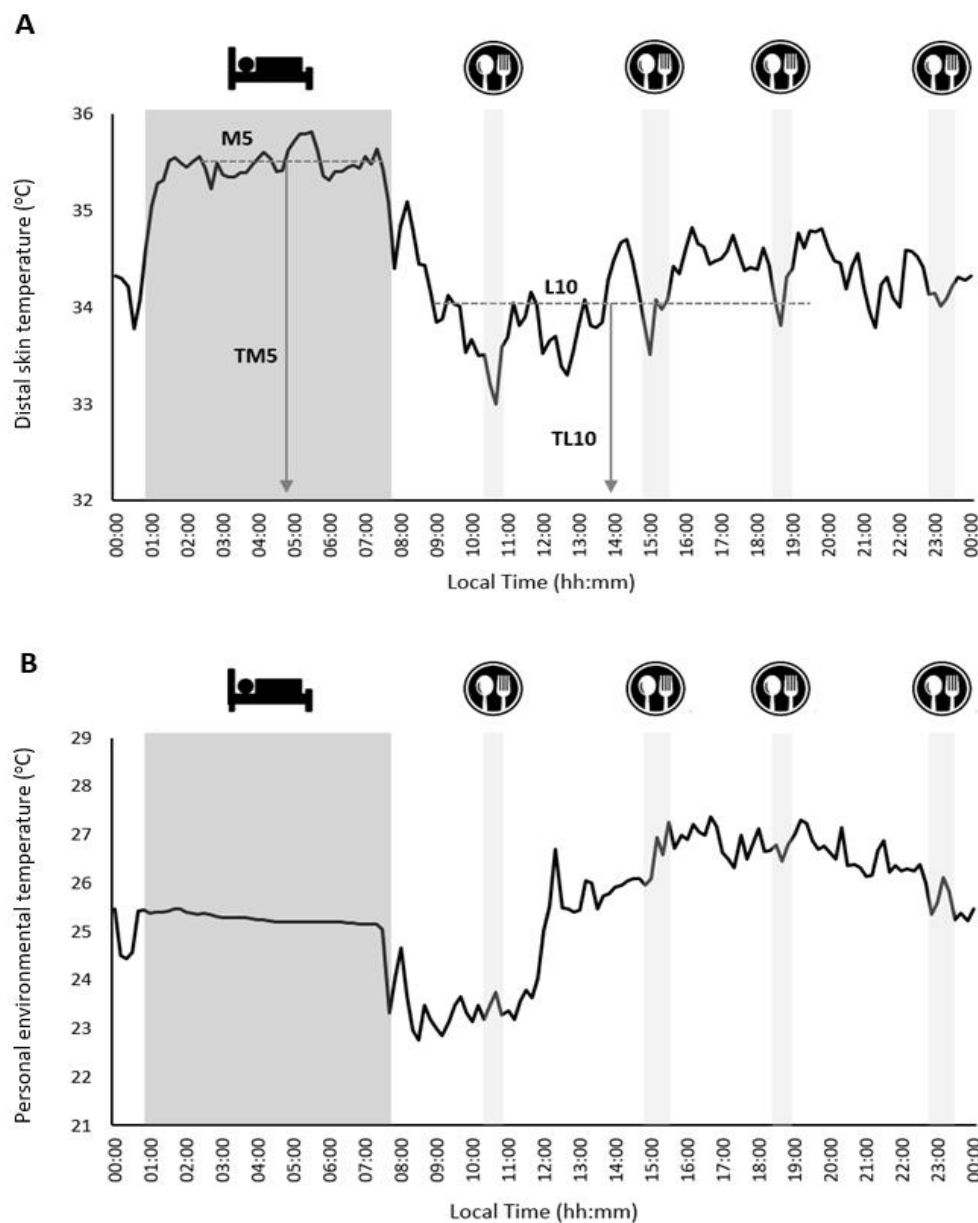 A
36
35
34
33
32
Distal skin temperature (ºC)
M5
TM5
L10
TL10
00:00 01:00 02:00 03:00 04:00 05:00 06:00 07:00 08:00 09:00 10:00 11:00 12:00 13:00 14:00 15:00 16:00 17:00 18:00 19:00 20:00 21:00 22:00 23:00 00:00
Local Time (hh:mm)
B
29
28
27
26
25
24
23
22
21
Personal environmental temperature (ºC)
00:00 01:00 02:00 03:00 04:00 05:00 06:00 07:00 08:00 09:00 10:00 11:00 12:00 13:00 14:00 15:00 16:00 17:00 18:00 19:00 20:00 21:00 22:00 23:00 00:00
Local Time (hh:mm)